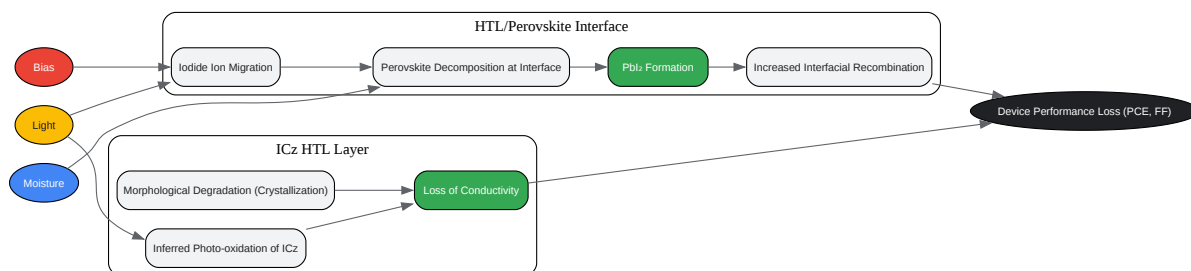 HTL/Perovskite Interface
Bias
Iodide Ion Migration
Perovskite Decomposition at Interface
PbI₂ Formation
Increased Interfacial Recombination
Light
Device Performance Loss (PCE, FF)
ICz HTL Layer
Moisture
Morphological Degradation (Crystallization)
Loss of Conductivity
Inferred Photo-oxidation of ICz